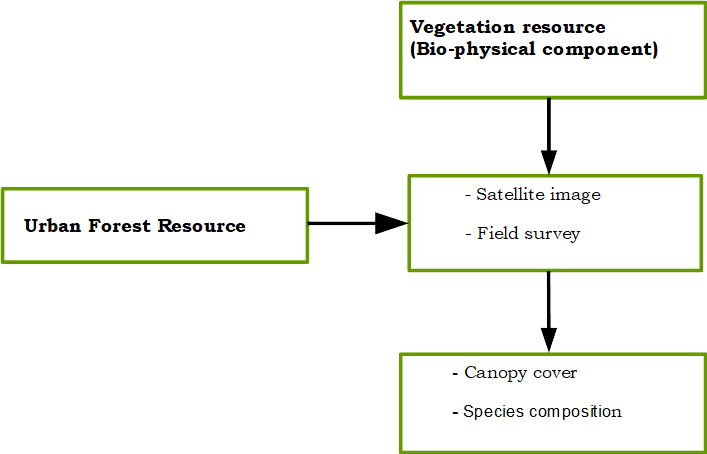 Vegetation resource
(Bio-physical component)
- Satellite image
- Field survey
Urban Forest Resource
- Canopy cover
- Species composition